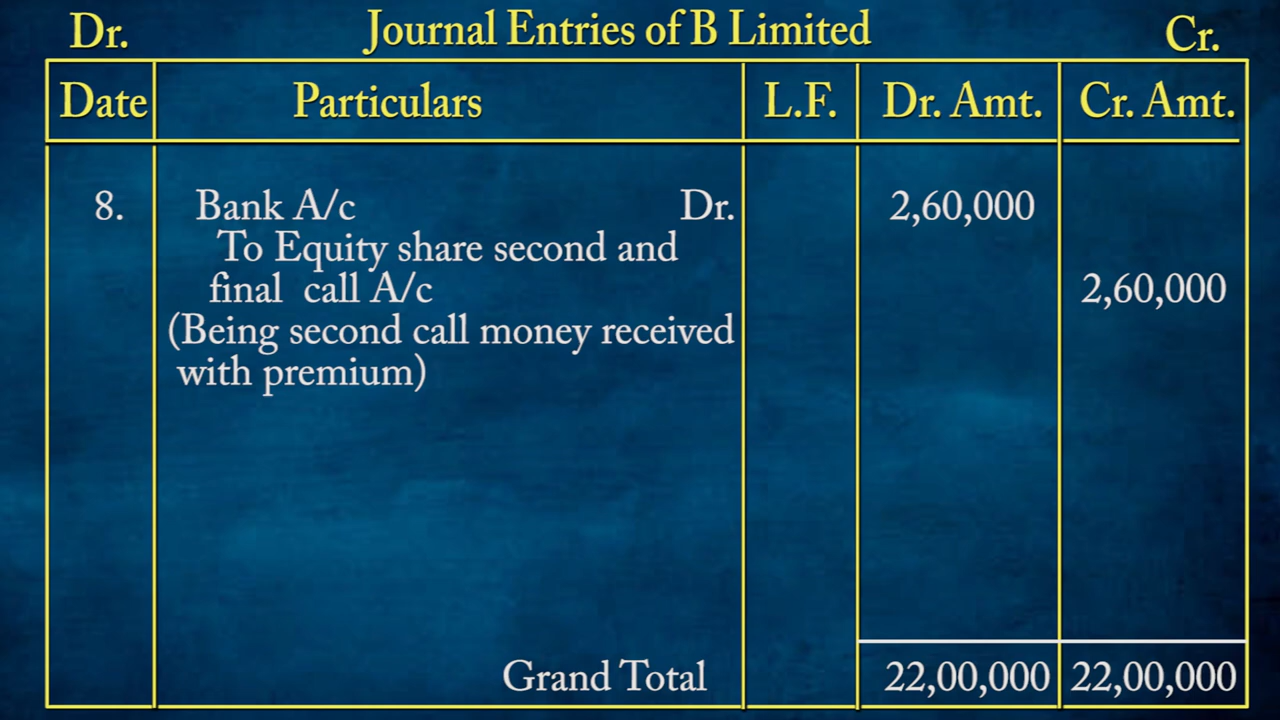 Dr. Journal Entries of B Limited Cr.
Date Particulars L.F. Dr. Amt. Cr. Amt.
8. Bank A/c Dr. 2,60,000
To Equity share second and
final call A/c 2,60,000
(Being second call money received
with premium)
Grand Total 22,00,000 22,00,000